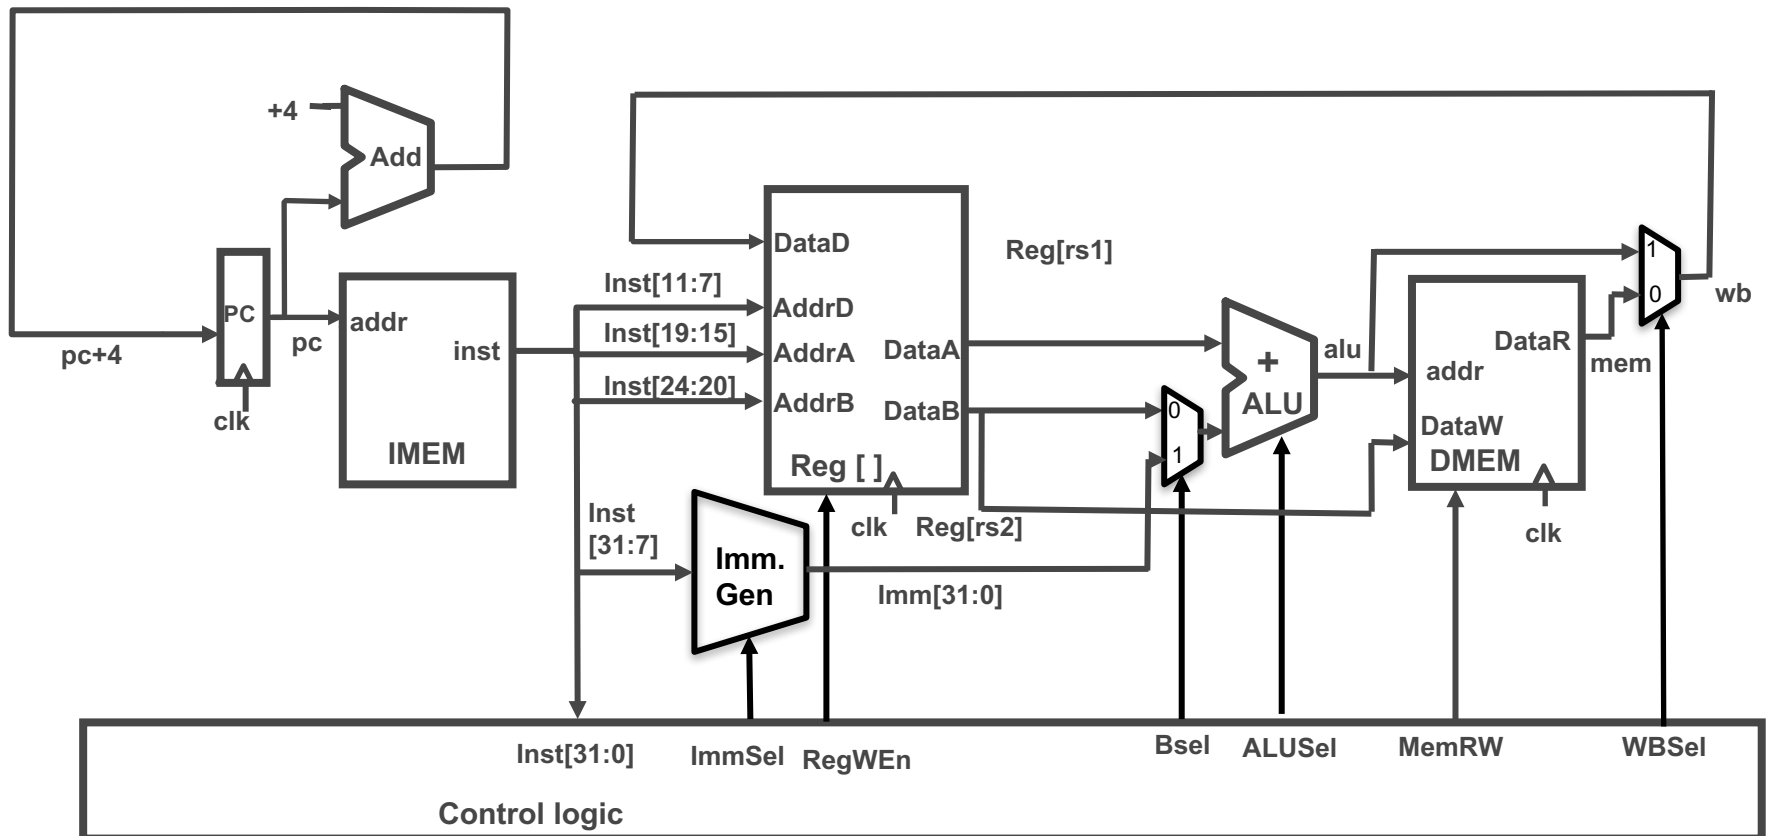 +4
Add
DataD
Reg[rs1]
1
Inst[11:7]
0
wb
PC
addr
AddrD
pc+4
pc
inst
Inst[19:15]
AddrA
DataA
+
ALU
alu
addr
DataR
mem
Inst[24:20]
AddrB
DataB
0
1
DataW
DMEM
clk
IMEM
Reg [ ]
clk
Reg[rs2]
clk
Inst
[31:7]
Imm.
Gen
Imm[31:0]
Inst[31:0]
ImmSel
RegWEn
Bsel
ALUSel
MemRW
WBSel
Control logic